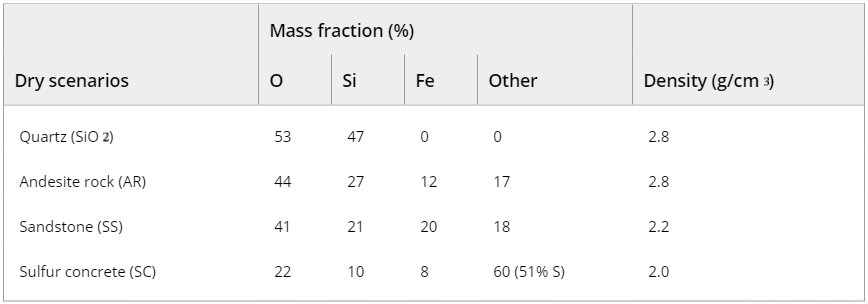 Mass fraction (%)
Dry scenarios O Si Fe Other Density (g/cm 3)
Quartz (SiO 2) 53 47 0 0 2.8
Andesite rock (AR) 44 27 12 17 2.8
Sandstone (SS) 41 21 20 18 2.2
Sulfur concrete (SC) 22 10 8 60 (51% S) 2.0